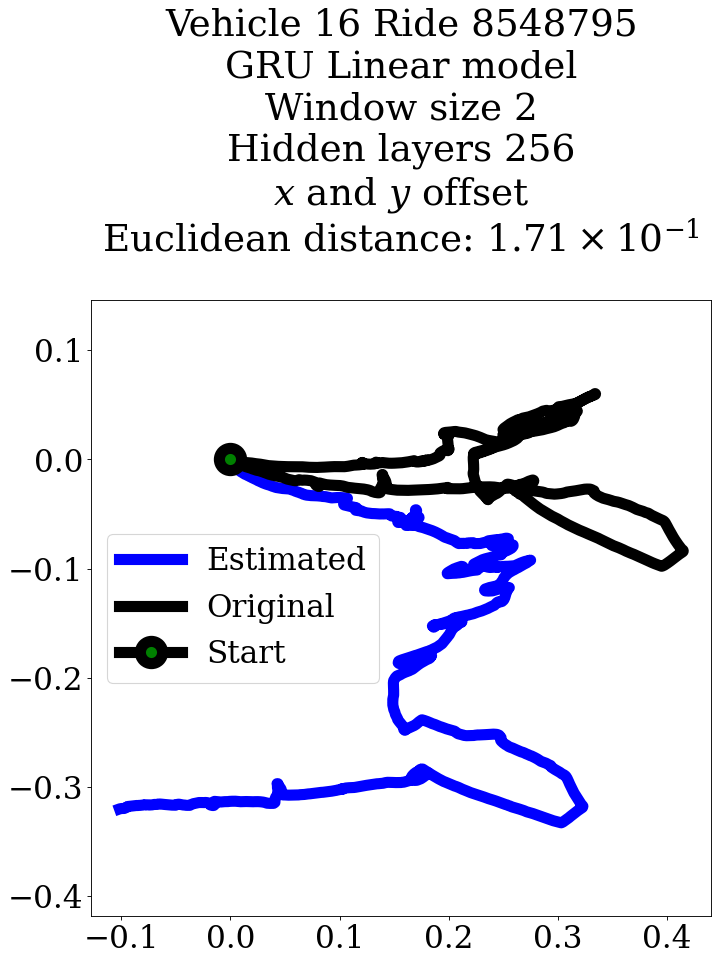 Vehicle 16 Ride 8548795
GRU Linear model
Window size 2
Hidden layers 256
x and y offset
Euclidean distance: 1.71 × 10⁻¹
0.1
0.0
−0.1
−0.2
−0.3
−0.4
Estimated
Original
Start
−0.1 0.0 0.1 0.2 0.3 0.4